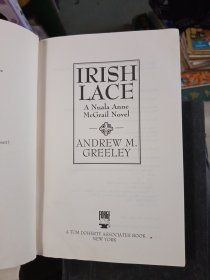 IRISH
LACE
A Nuala Anne
McGrail Novel
ANDREW M.
GREELEY
A TOM DOHERTY ASSOCIATES BOOK
NEW YORK